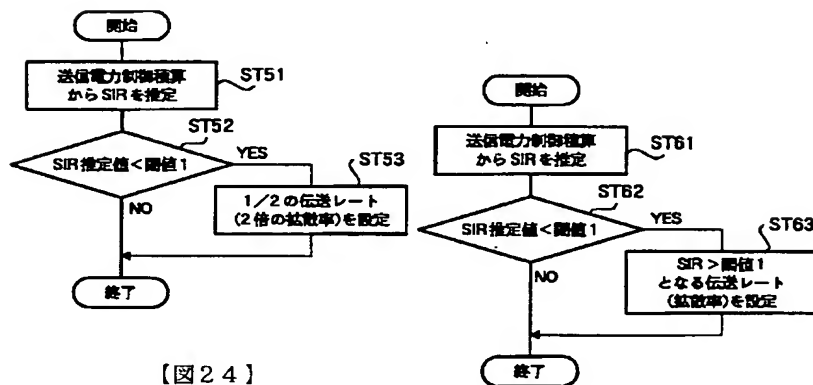 開始
送信電力制御積算
からSIRを推定
ST51
SIR推定値<閾値1
ST52
YES
NO
1/2の伝送レート
(2倍の拡散率)を設定
ST53
終了
【図24】
開始
送信電力制御積算
からSIRを推定
ST61
SIR推定値<閾値1
ST62
YES
NO
SIR>閾値1
となる伝送レート
(拡散率)を設定
ST63
終了